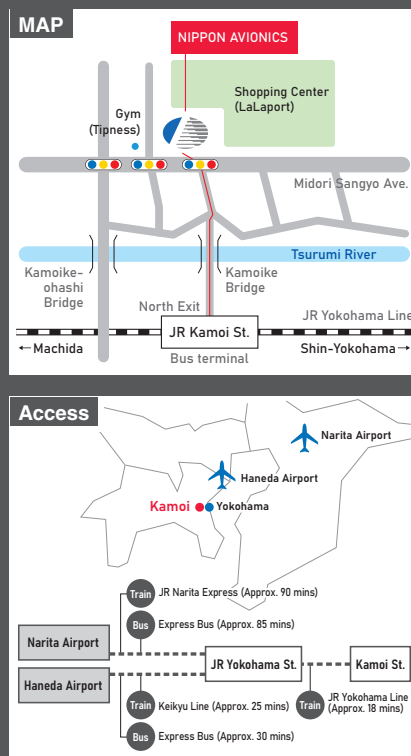 MAP
NIPPON AVIONICS
Shopping Center
(LaLaport)
Gym
(Tipness)
Midori Sangyo Ave.
Tsurumi River
Kamoike-
ohashi
Bridge
Kamoike
Bridge
North Exit
JR Yokohama Line
JR Kamoi St.
←Machida
Bus terminal
Shin-Yokohama→
Access
Narita Airport
Haneda Airport
Kamoi
Yokohama
Train
JR Narita Express (Approx. 90 mins)
Bus
Express Bus (Approx. 85 mins)
Narita Airport
Haneda Airport
JR Yokohama St.
Kamoi St.
Train
Keikyu Line (Approx. 25 mins)
Train
JR Yokohama Line
(Approx. 18 mins)
Bus
Express Bus (Approx. 30 mins)